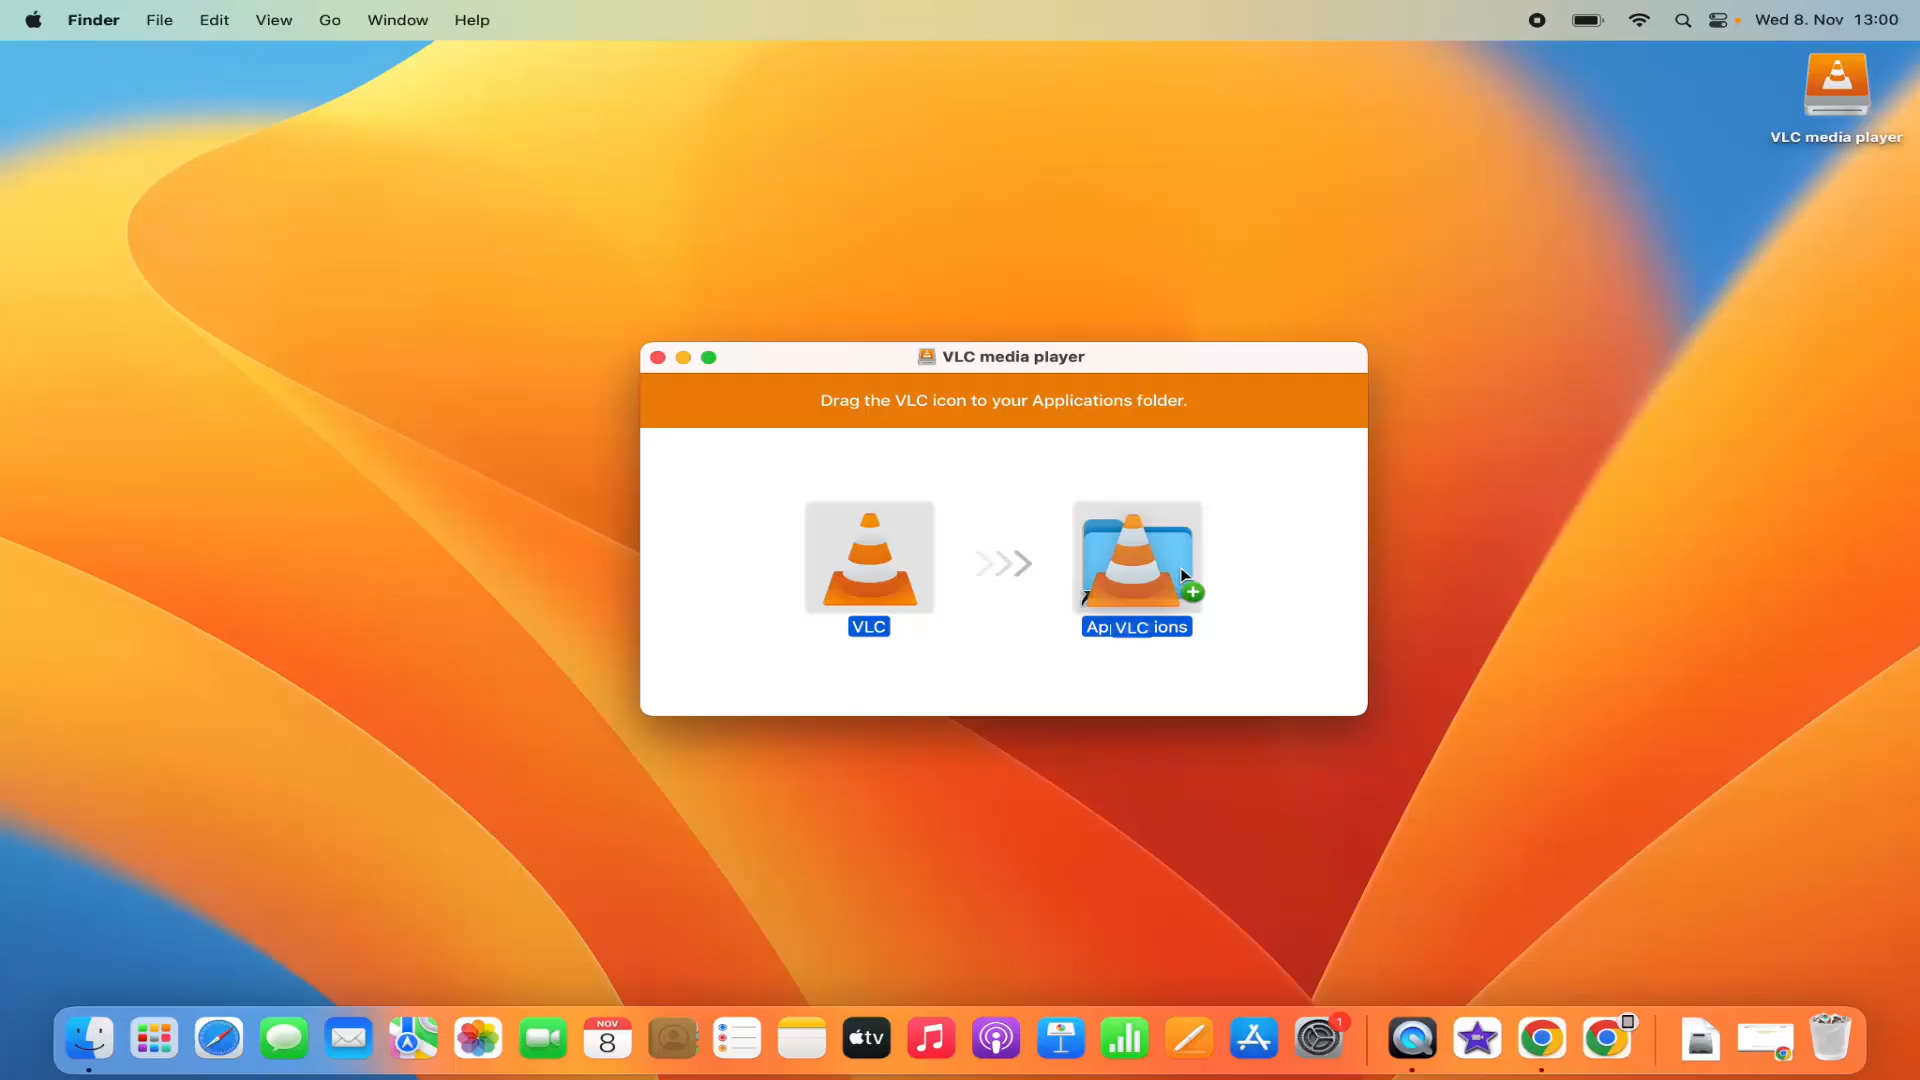 Finder File Edit View Go Window Help Wed 8. Nov 13:00
VLC media player
VLC media player
Drag the VLC icon to your Applications folder.
VLC
App VLC ions
NOV
8
tv
1